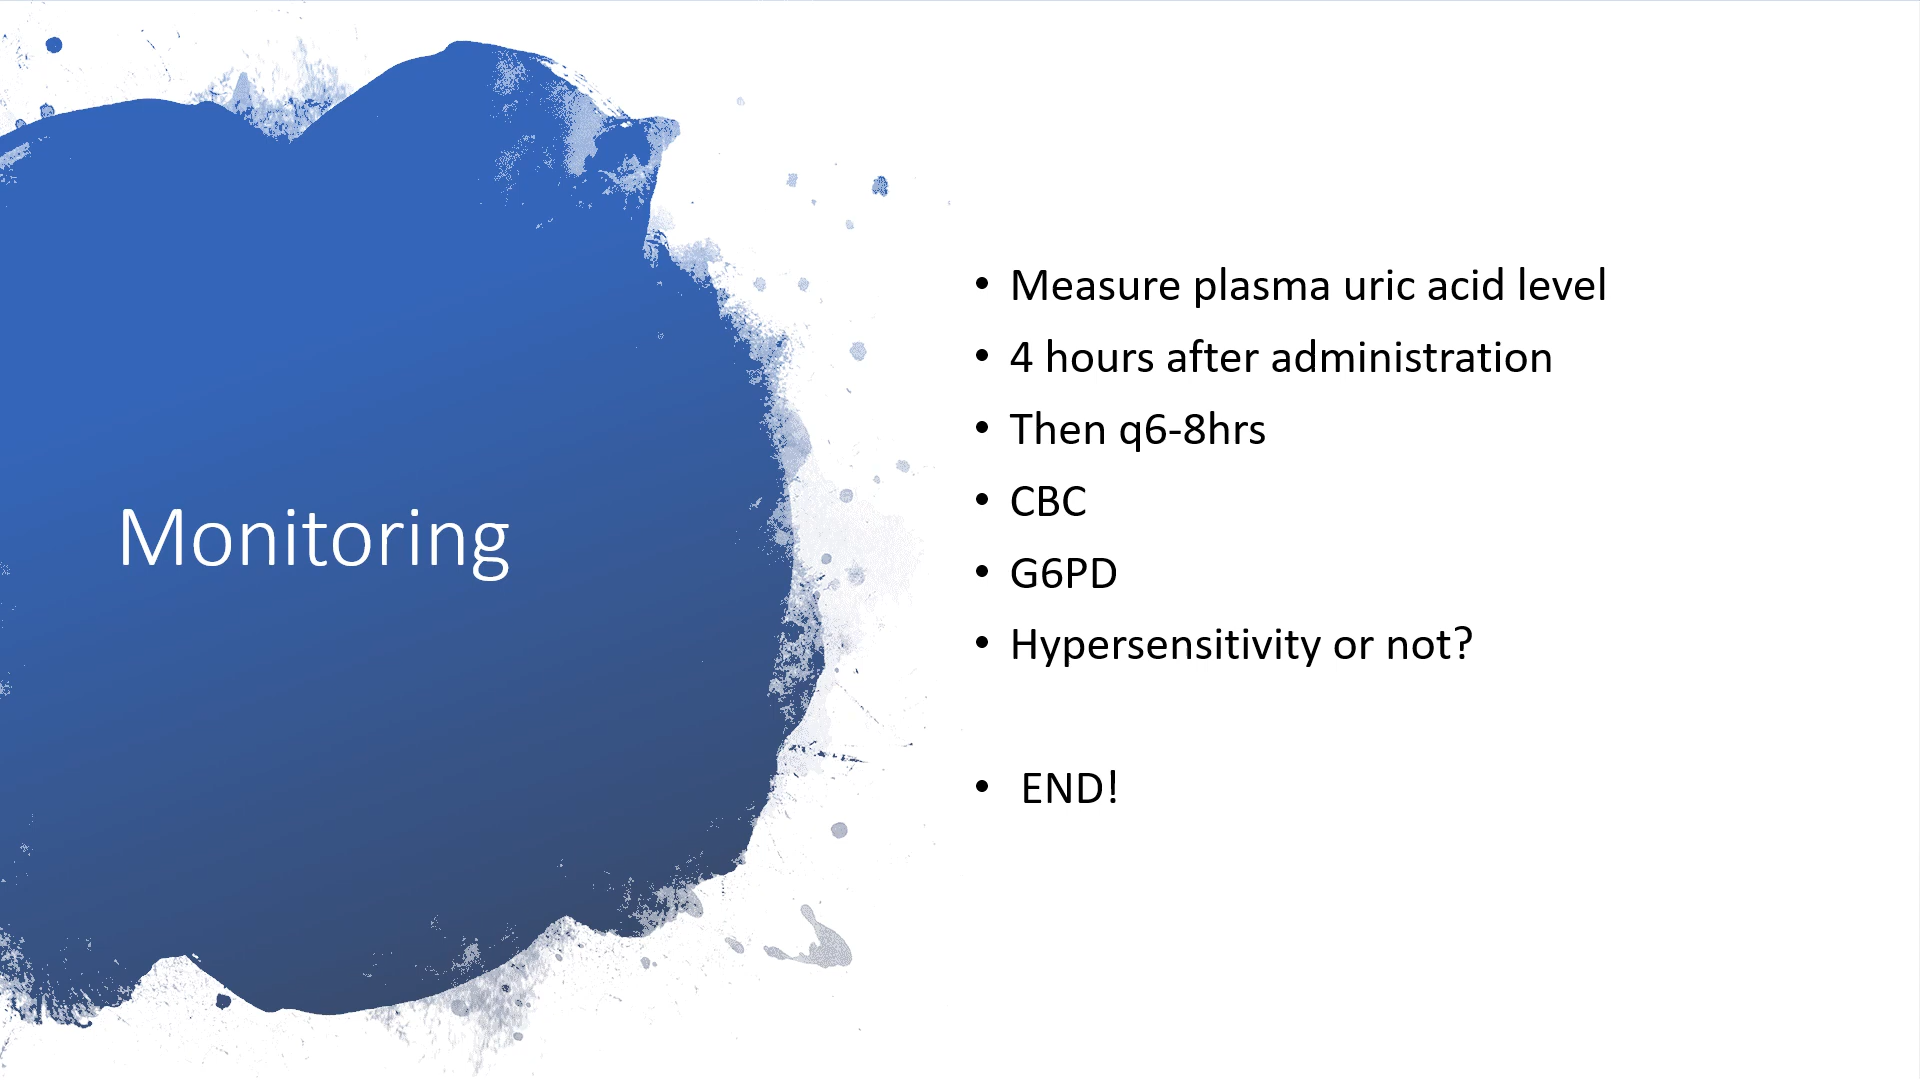 Monitoring
• Measure plasma uric acid level
• 4 hours after administration
• Then q6-8hrs
• CBC
• G6PD
• Hypersensitivity or not?
• END!